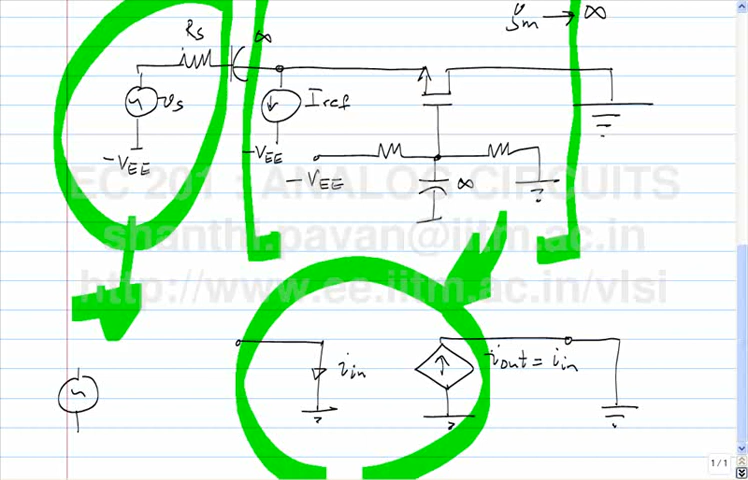 gm → ∞
Rs ∞
vs Iref
-VEE -VEE
-VEE ∞
EC 201 : ANALOG CIRCUITS
shanthi.pavan@iitm.ac.in
http://www.ee.iitm.ac.in/vlsi
iin iout = iin
1 / 1